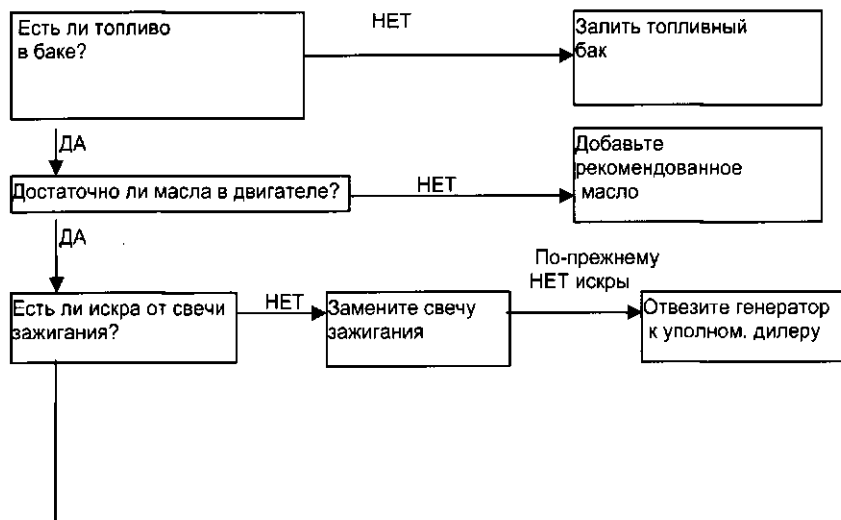 Есть ли топливо
в баке?
НЕТ
Залить топливный
бак
ДА
Достаточно ли масла в двигателе?
НЕТ
Добавьте
рекомендованное
масло
ДА
Есть ли искра от свечи
зажигания?
НЕТ
Замените свечу
зажигания
По-прежнему
НЕТ искры
Отвезите генератор
к уполном. дилеру